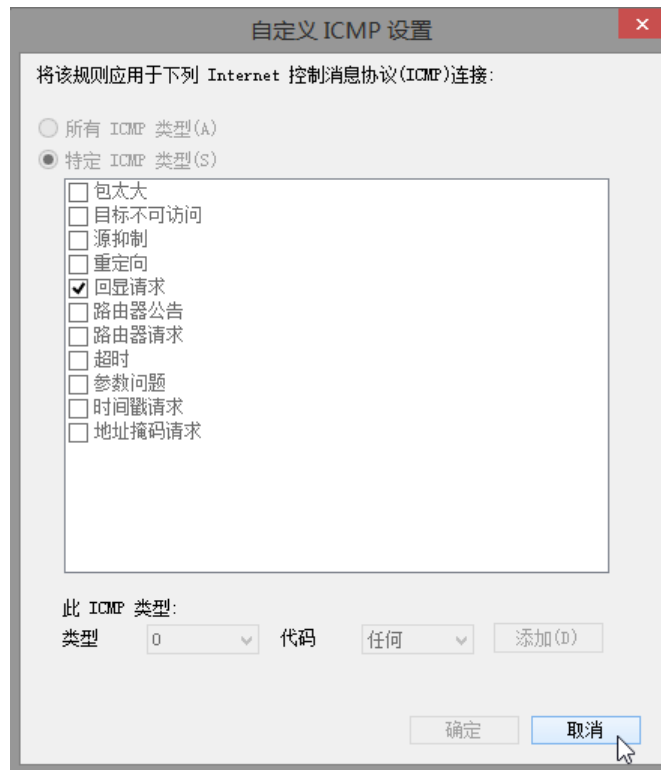 自定义 ICMP 设置
将该规则应用于下列 Internet 控制消息协议(ICMP)连接:
所有 ICMP 类型(A)
特定 ICMP 类型(S)
包太大
目标不可访问
源抑制
重定向
回显请求
路由器公告
路由器请求
超时
参数问题
时间戳请求
地址掩码请求
此 ICMP 类型:
类型 0 代码 任何 添加(D)
确定 取消